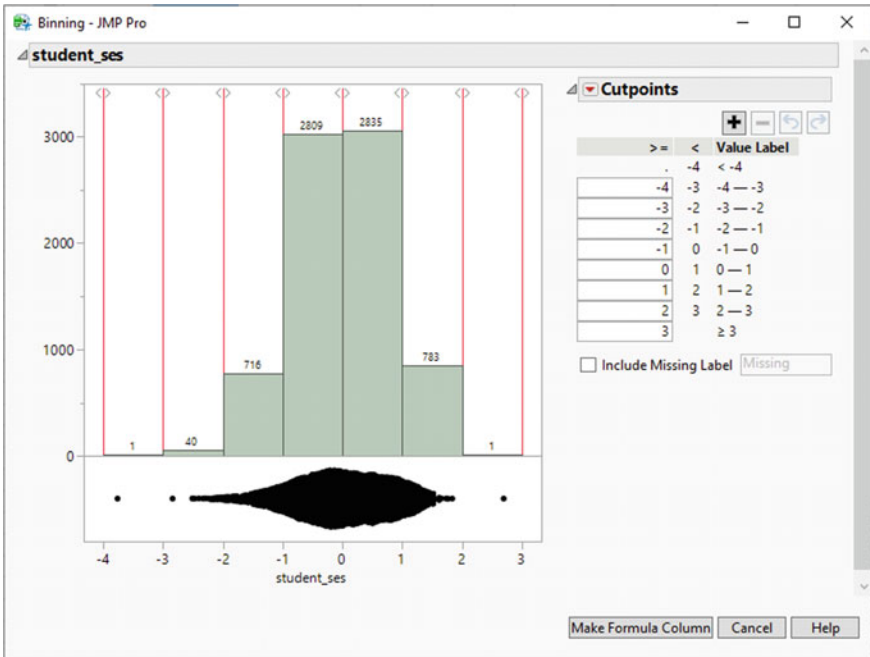 Binning - JMP Pro
student_ses
3000
2000
1000
0
1
40
716
2809
2835
783
1
-4 -3 -2 -1 0 1 2 3
student_ses
Cutpoints
>= < Value Label
. -4 < -4
-4 -3 -4 — -3
-3 -2 -3 — -2
-2 -1 -2 — -1
-1 0 -1 — 0
0 1 0 — 1
1 2 1 — 2
2 3 2 — 3
3 ≥ 3
Include Missing Label Missing
Make Formula Column Cancel Help